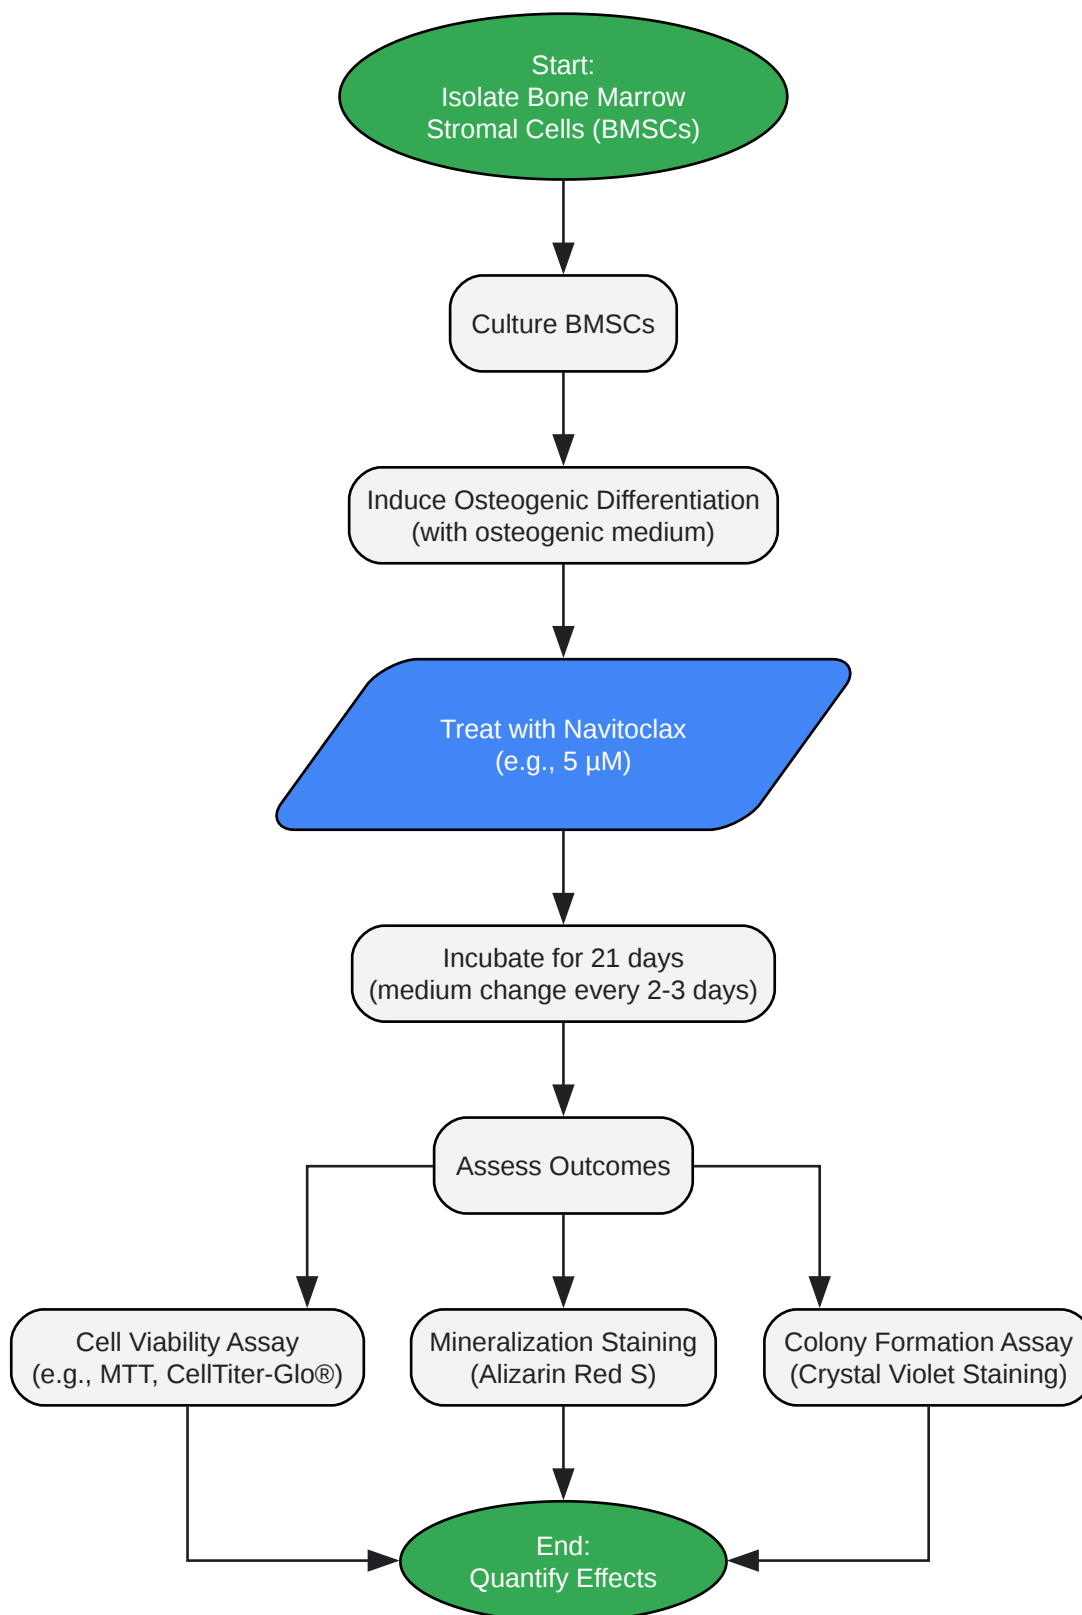 Start:
Isolate Bone Marrow
Stromal Cells (BMSCs)
Culture BMSCs
Induce Osteogenic Differentiation
(with osteogenic medium)
Treat with Navitoclax
(e.g., 5 µM)
Incubate for 21 days
(medium change every 2-3 days)
Assess Outcomes
Cell Viability Assay
(e.g., MTT, CellTiter-Glo®)
Mineralization Staining
(Alizarin Red S)
Colony Formation Assay
(Crystal Violet Staining)
End:
Quantify Effects